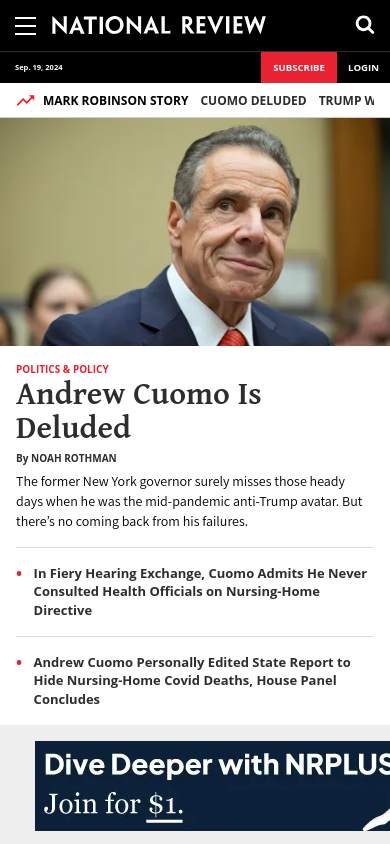 NATIONAL REVIEW
Sep. 19, 2024
SUBSCRIBE
LOGIN
MARK ROBINSON STORY CUOMO DELUDED TRUMP W
POLITICS & POLICY
Andrew Cuomo Is
Deluded
By NOAH ROTHMAN
The former New York governor surely misses those heady
days when he was the mid-pandemic anti-Trump avatar. But
there’s no coming back from his failures.
In Fiery Hearing Exchange, Cuomo Admits He Never
Consulted Health Officials on Nursing-Home
Directive
Andrew Cuomo Personally Edited State Report to
Hide Nursing-Home Covid Deaths, House Panel
Concludes
Dive Deeper with NRPLUS
Join for $1.